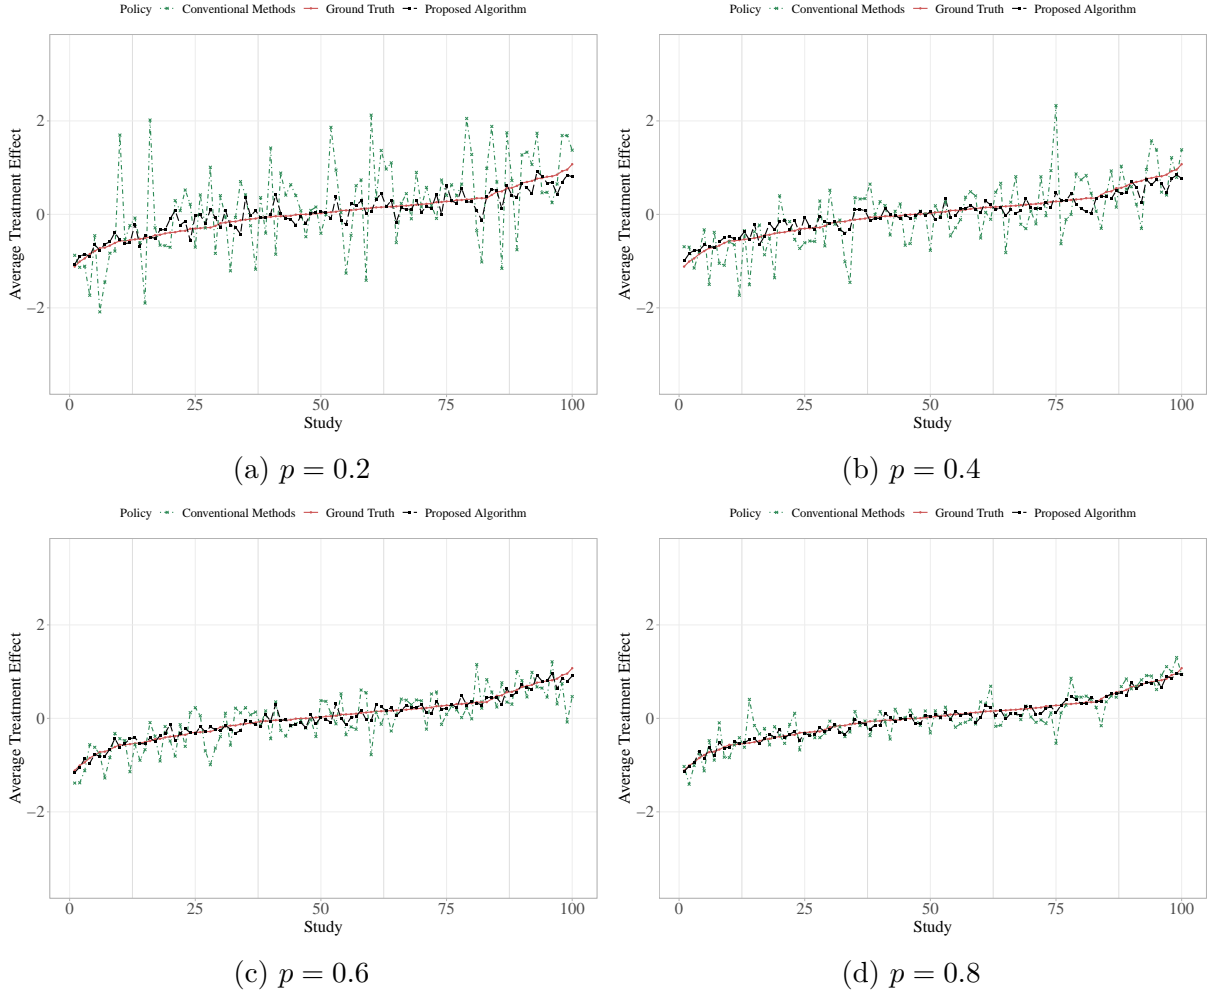 Policy Conventional Methods Ground Truth Proposed Algorithm
Average Treatment Effect
2
0
−2
0 25 50 75 100
Study
(a) p = 0.2
Policy Conventional Methods Ground Truth Proposed Algorithm
Average Treatment Effect
2
0
−2
0 25 50 75 100
Study
(b) p = 0.4
Policy Conventional Methods Ground Truth Proposed Algorithm
Average Treatment Effect
2
0
−2
0 25 50 75 100
Study
(c) p = 0.6
Policy Conventional Methods Ground Truth Proposed Algorithm
Average Treatment Effect
2
0
−2
0 25 50 75 100
Study
(d) p = 0.8